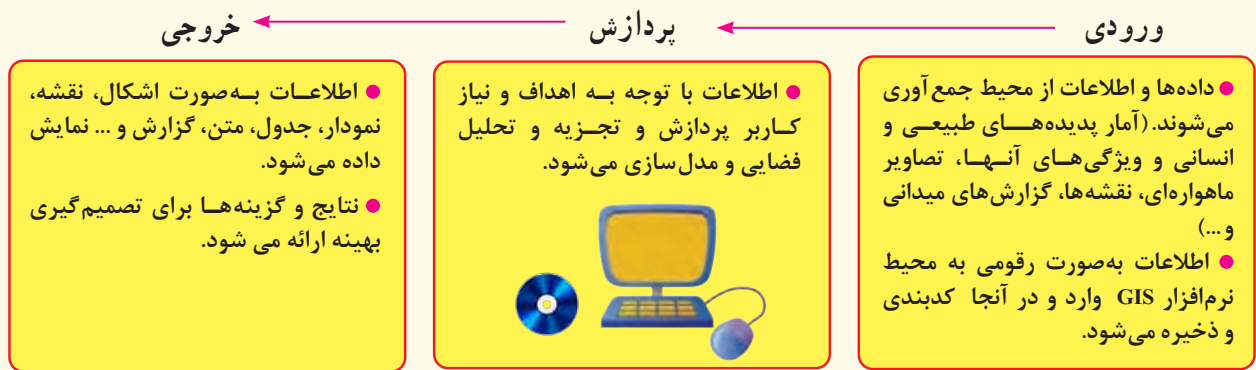 ورودی
پردازش
خروجی
● داده‌ها و اطلاعات از محیط جمع‌آوری
می‌شوند. (آمار پدیده‌های طبیعی و
انسانی و ویژگی‌های آنها، تصاویر
ماهواره‌ای، نقشه‌ها، گزارش‌های میدانی
و...)
● اطلاعات به‌صورت رقومی به محیط
نرم‌افزار GIS وارد و در آنجا کدبندی
و ذخیره می‌شود.
● اطلاعات با توجه به اهداف و نیاز
کاربر پردازش و تجزیه و تحلیل
فضایی و مدل‌سازی می‌شود.
● اطلاعات به‌صورت اشکال، نقشه،
نمودار، جدول، متن، گزارش و ... نمایش
داده می‌شود.
● نتایج و گزینه‌ها برای تصمیم‌گیری
بهینه ارائه می شود.